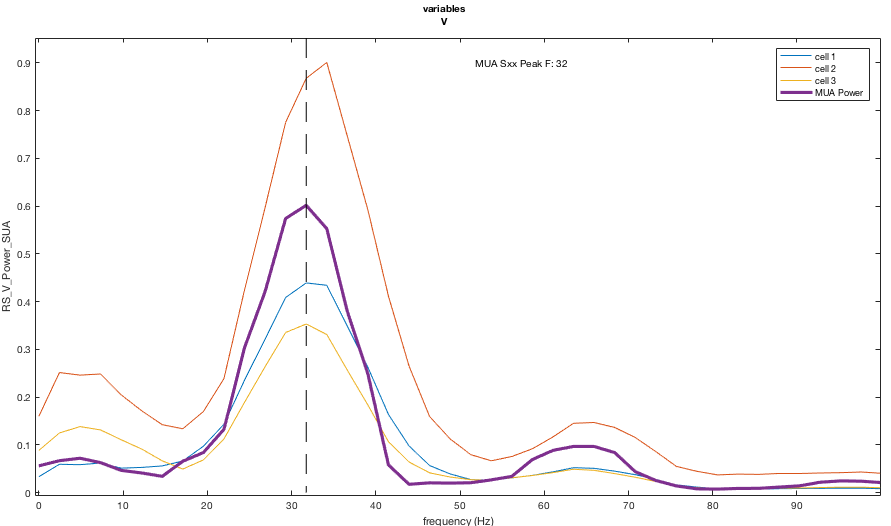 variables
V
MUA Sxx Peak F: 32
cell 1
cell 2
cell 3
MUA Power
RS_V_Power_SUA
0.9
0.8
0.7
0.6
0.5
0.4
0.3
0.2
0.1
0
0 10 20 30 40 50 60 70 80 90
frequency (Hz)